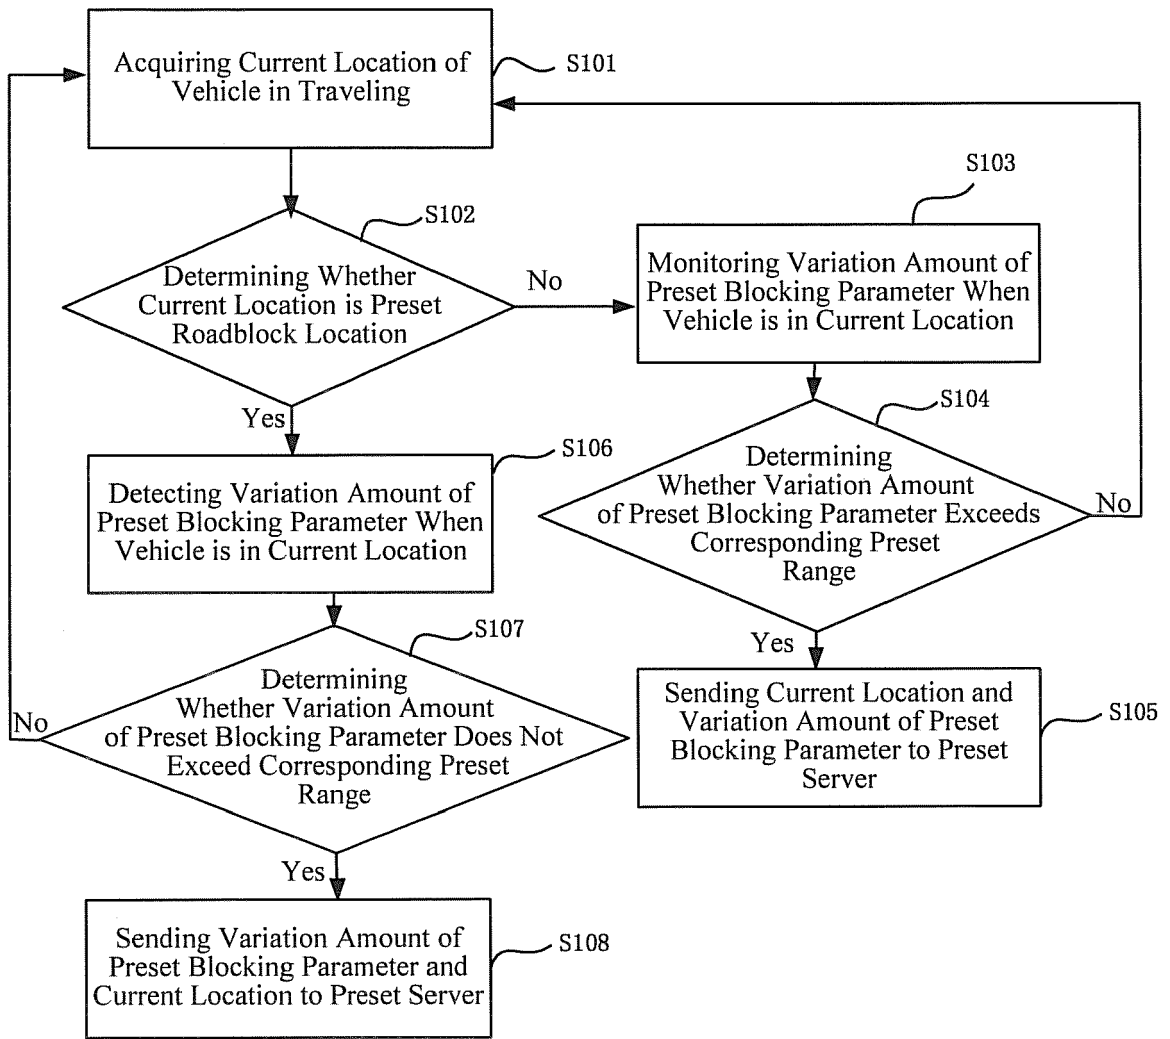 Acquiring Current Location of
Vehicle in Traveling
S101
S102
Determining Whether
Current Location is Preset
Roadblock Location
No
S103
Monitoring Variation Amount of
Preset Blocking Parameter When
Vehicle is in Current Location
Yes
S104
Determining
Whether Variation Amount
of Preset Blocking Parameter Exceeds
Corresponding Preset
Range
No
S106
Detecting Variation Amount of
Preset Blocking Parameter When
Vehicle is in Current Location
Yes
S105
Sending Current Location and
Variation Amount of Preset
Blocking Parameter to Preset
Server
S107
Determining
Whether Variation Amount
of Preset Blocking Parameter Does Not
Exceed Corresponding Preset
Range
No
Yes
S108
Sending Variation Amount of
Preset Blocking Parameter and
Current Location to Preset Server